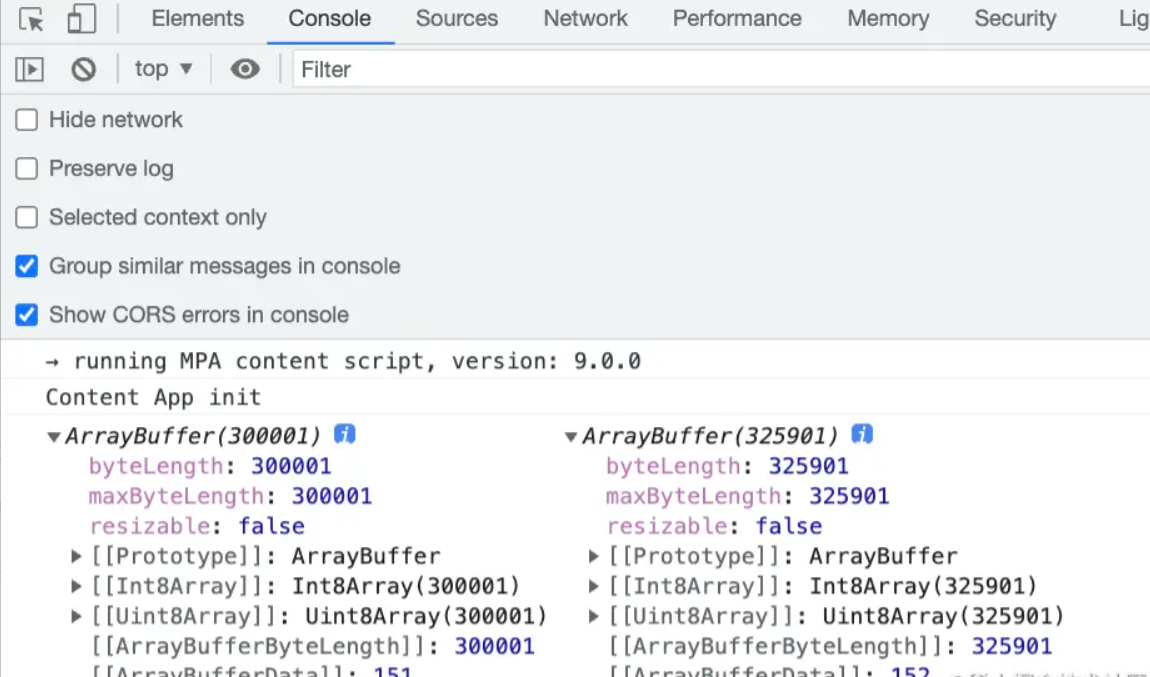 Elements Console Sources Network Performance Memory Security Lig
top ▼ Filter
Hide network
Preserve log
Selected context only
Group similar messages in console
Show CORS errors in console
→ running MPA content script, version: 9.0.0
Content App init
▼ArrayBuffer(300001) i ▼ArrayBuffer(325901) i
byteLength: 300001 byteLength: 325901
maxByteLength: 300001 maxByteLength: 325901
resizable: false resizable: false
▶[[Prototype]]: ArrayBuffer ▶[[Prototype]]: ArrayBuffer
▶[[Int8Array]]: Int8Array(300001) ▶[[Int8Array]]: Int8Array(325901)
▶[[Uint8Array]]: Uint8Array(300001) ▶[[Uint8Array]]: Uint8Array(325901)
[[ArrayBufferByteLength]]: 300001 [[ArrayBufferByteLength]]: 325901
[[ArrayBufferData]]: 151 [[ArrayBufferData]]: 152